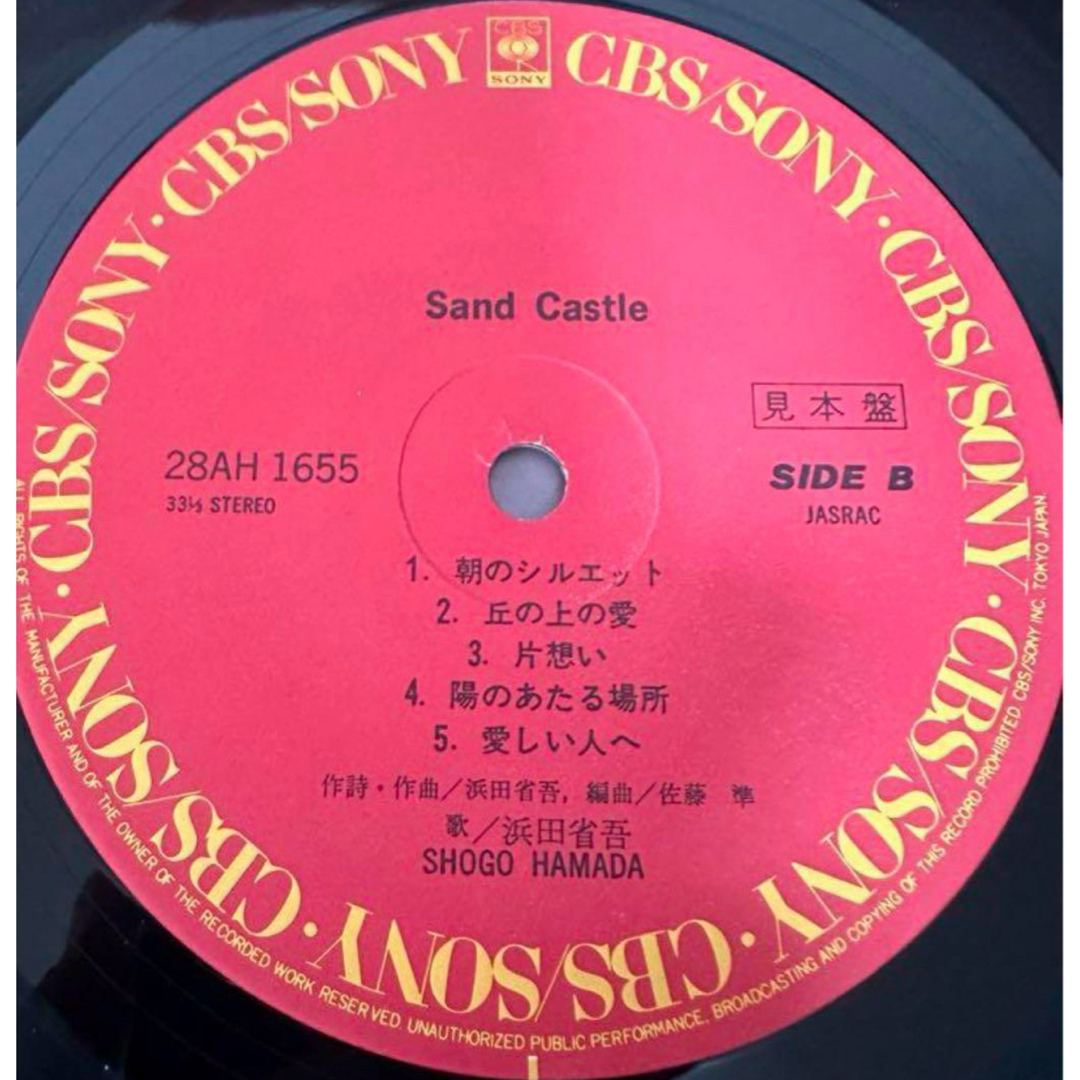 CBS
SONY
CBS/SONY · CBS/SONY · CBS/SONY · CBS/SONY · CBS/SONY · CBS/SONY · CBS/SONY · CBS/SONY · CBS/SONY
Sand Castle
見本盤
28AH 1655
SIDE B
33⅓ STEREO
JASRAC
1. 朝のシルエット
2. 丘の上の愛
3. 片想い
4. 陽のあたる場所
5. 愛しい人へ
作詩・作曲／浜田省吾, 編曲／佐藤 準
歌／浜田省吾
SHOGO HAMADA
ALL RIGHTS OF THE MANUFACTURER AND OF THE OWNER OF THE RECORDED WORK RESERVED. UNAUTHORIZED PUBLIC PERFORMANCE, BROADCASTING AND COPYING OF THIS RECORD PROHIBITED CBS/SONY INC. TOKYO JAPAN.